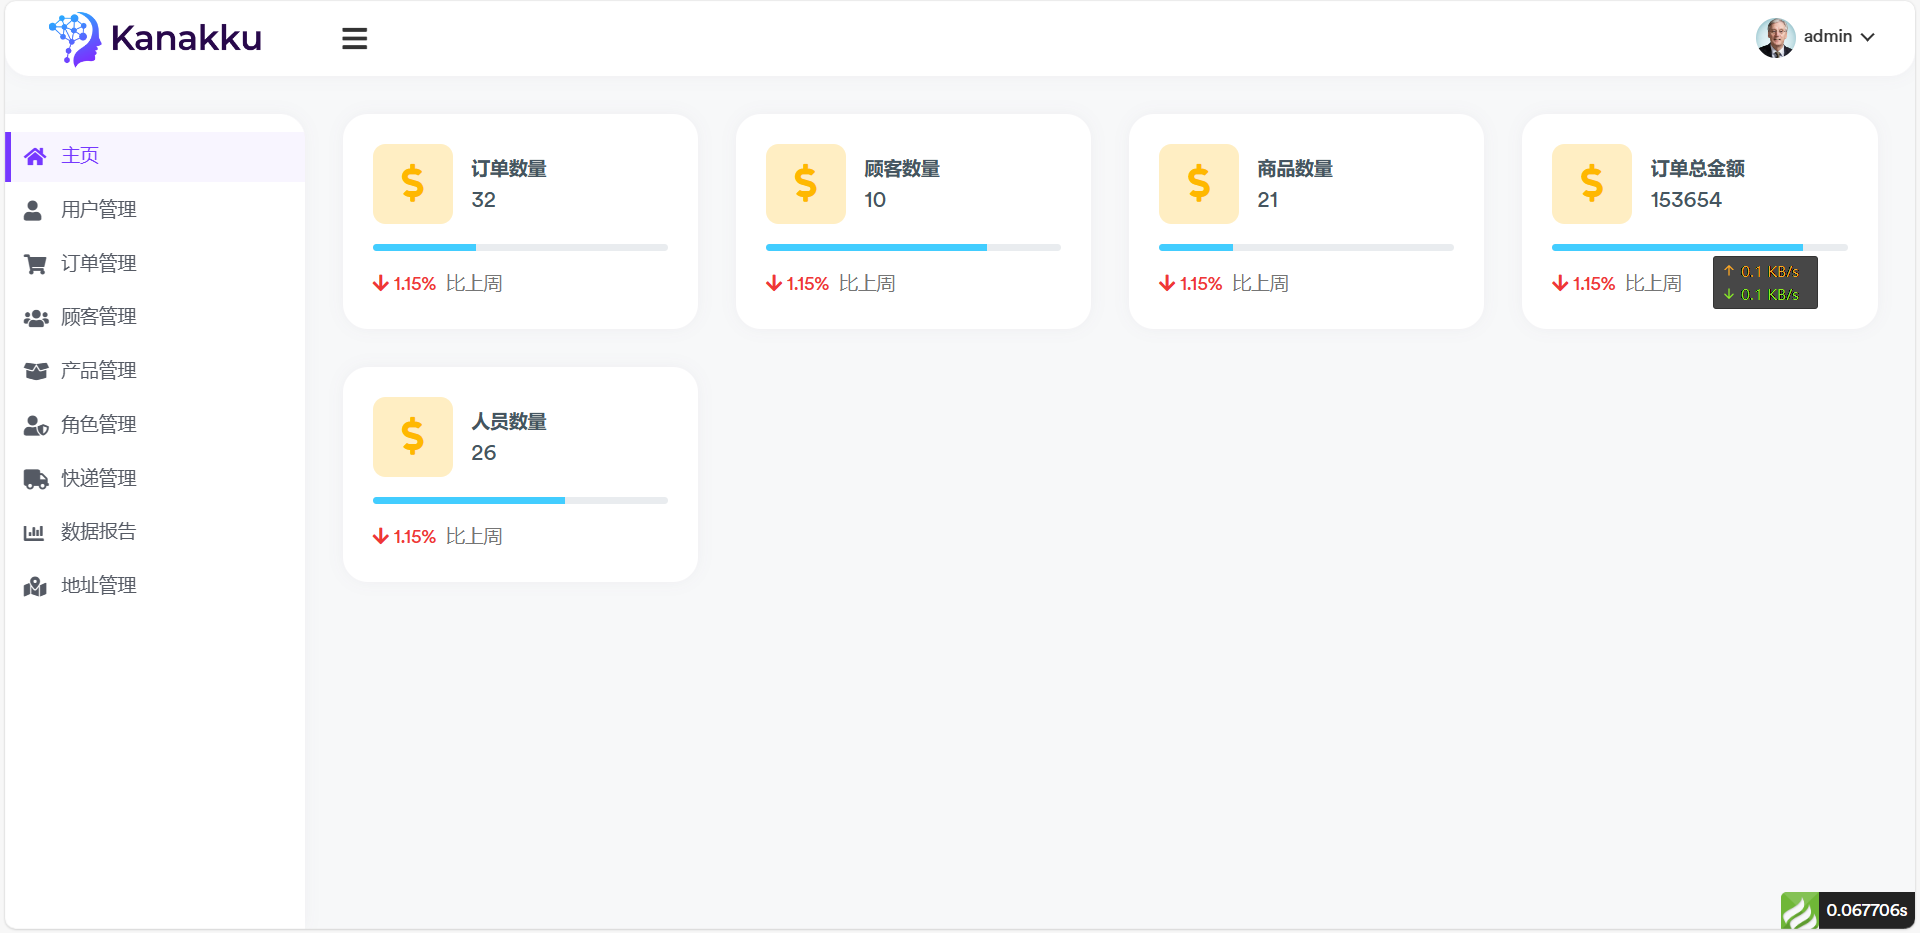 Kanakku
admin
主页
用户管理
订单管理
顾客管理
产品管理
角色管理
快递管理
数据报告
地址管理
订单数量
32
1.15% 比上周
顾客数量
10
1.15% 比上周
商品数量
21
1.15% 比上周
订单总金额
153654
1.15% 比上周
↑ 0.1 KB/s
↓ 0.1 KB/s
人员数量
26
1.15% 比上周
0.067706s